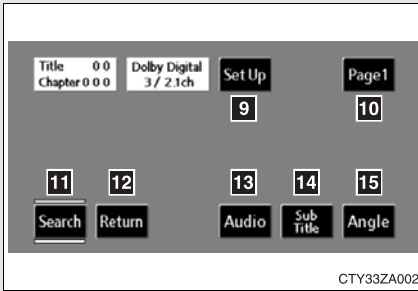 Title 0 0
Chapter 0 0 0
Dolby Digital
3 / 2.1ch
Set Up
Page1
9
10
11
12
13
14
15
Search
Return
Audio
Sub
Title
Angle
CTY33ZA002